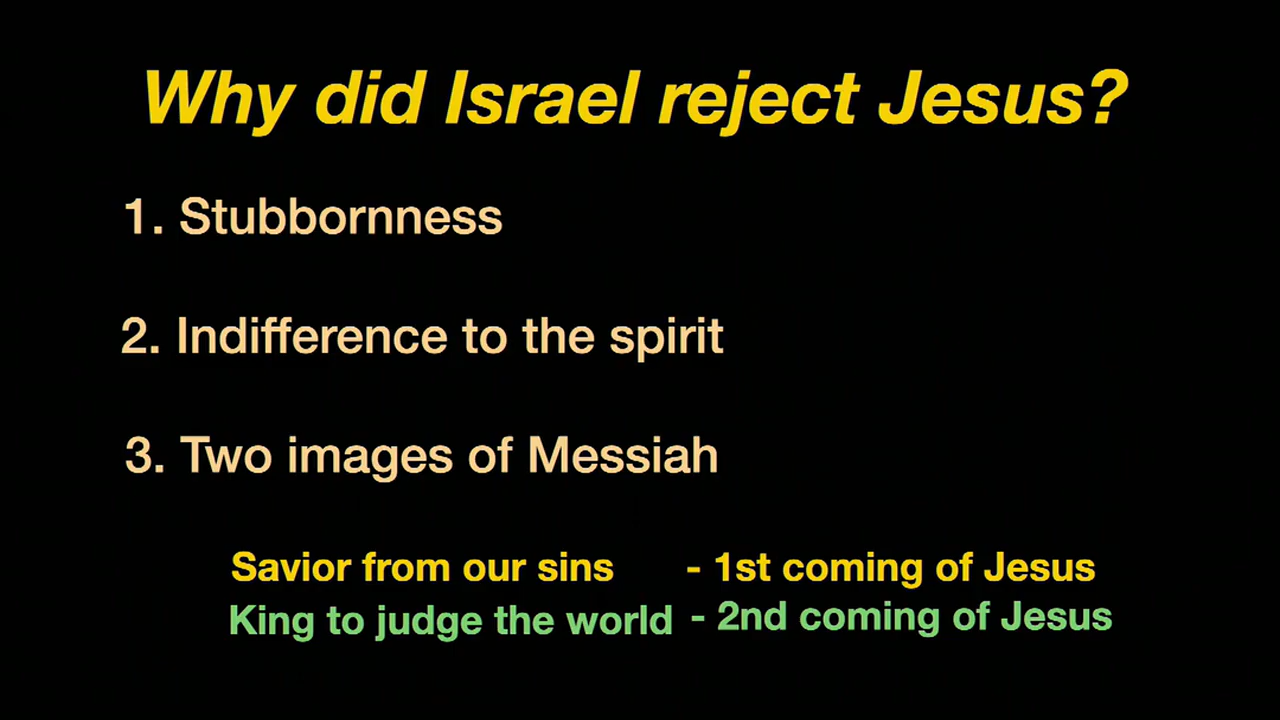 Why did Israel reject Jesus?
1. Stubbornness
2. Indifference to the spirit
3. Two images of Messiah
Savior from our sins - 1st coming of Jesus
King to judge the world - 2nd coming of Jesus